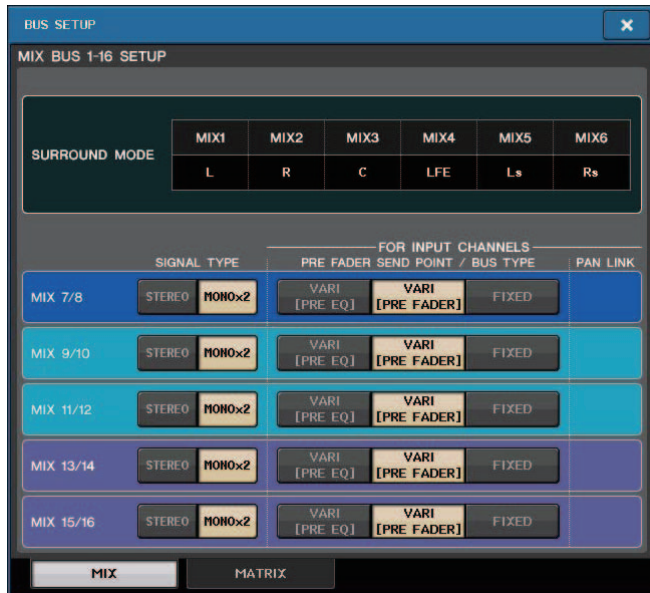 BUS SETUP ×
MIX BUS 1-16 SETUP
SURROUND MODE
MIX1 MIX2 MIX3 MIX4 MIX5 MIX6
L R C LFE Ls Rs
FOR INPUT CHANNELS
SIGNAL TYPE PRE FADER SEND POINT / BUS TYPE PAN LINK
MIX 7/8 STEREO MONOx2 VARI [PRE EQ] VARI [PRE FADER] FIXED
MIX 9/10 STEREO MONOx2 VARI [PRE EQ] VARI [PRE FADER] FIXED
MIX 11/12 STEREO MONOx2 VARI [PRE EQ] VARI [PRE FADER] FIXED
MIX 13/14 STEREO MONOx2 VARI [PRE EQ] VARI [PRE FADER] FIXED
MIX 15/16 STEREO MONOx2 VARI [PRE EQ] VARI [PRE FADER] FIXED
MIX MATRIX